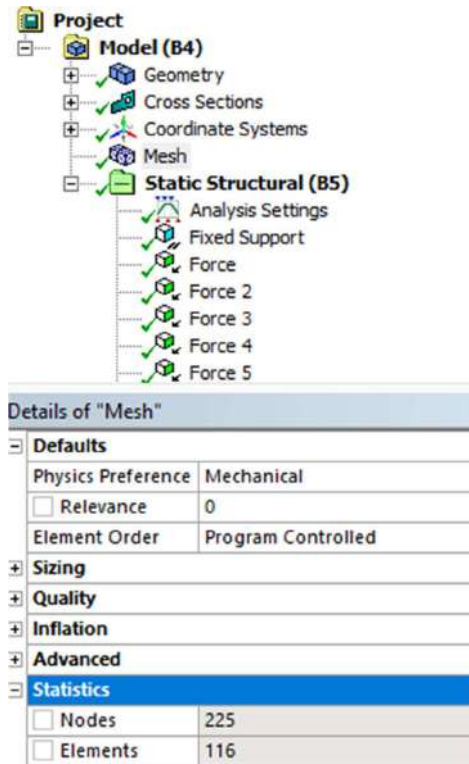 Project
Model (B4)
Geometry
Cross Sections
Coordinate Systems
Mesh
Static Structural (B5)
Analysis Settings
Fixed Support
Force
Force 2
Force 3
Force 4
Force 5
Details of "Mesh"
Defaults
Physics Preference Mechanical
Relevance 0
Element Order Program Controlled
Sizing
Quality
Inflation
Advanced
Statistics
Nodes 225
Elements 116